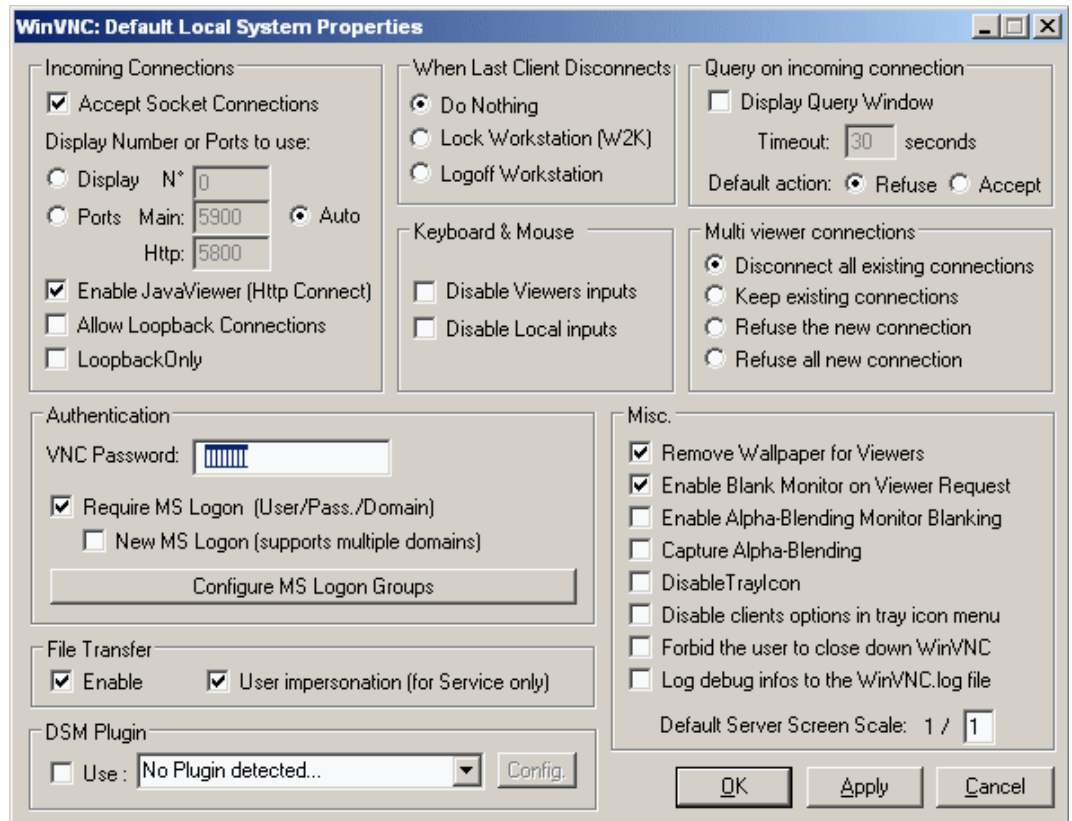 WinVNC: Default Local System Properties
Incoming Connections
Accept Socket Connections
Display Number or Ports to use:
Display N° 0
Ports Main: 5900 Auto
Http: 5800
Enable JavaViewer (Http Connect)
Allow Loopback Connections
LoopbackOnly
When Last Client Disconnects
Do Nothing
Lock Workstation (W2K)
Logoff Workstation
Keyboard & Mouse
Disable Viewers inputs
Disable Local inputs
Query on incoming connection
Display Query Window
Timeout: 30 seconds
Default action: Refuse Accept
Multi viewer connections
Disconnect all existing connections
Keep existing connections
Refuse the new connection
Refuse all new connection
Authentication
VNC Password:
Require MS Logon (User/Pass./Domain)
New MS Logon (supports multiple domains)
Configure MS Logon Groups
File Transfer
Enable User impersonation (for Service only)
DSM Plugin
Use : No Plugin detected... Config.
Misc.
Remove Wallpaper for Viewers
Enable Blank Monitor on Viewer Request
Enable Alpha-Blending Monitor Blanking
Capture Alpha-Blending
DisableTrayIcon
Disable clients options in tray icon menu
Forbid the user to close down WinVNC
Log debug infos to the WinVNC.log file
Default Server Screen Scale: 1 / 1
OK Apply Cancel